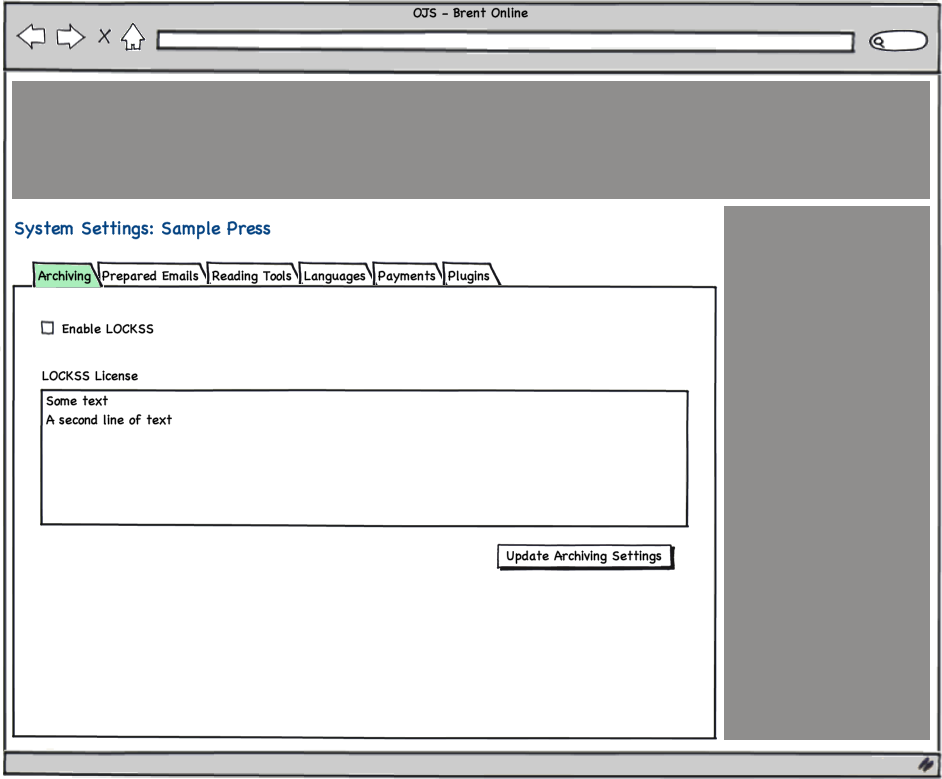 OJS - Brent Online
System Settings: Sample Press
Archiving Prepared Emails Reading Tools Languages Payments Plugins
Enable LOCKSS
LOCKSS License
Some text
A second line of text
Update Archiving Settings